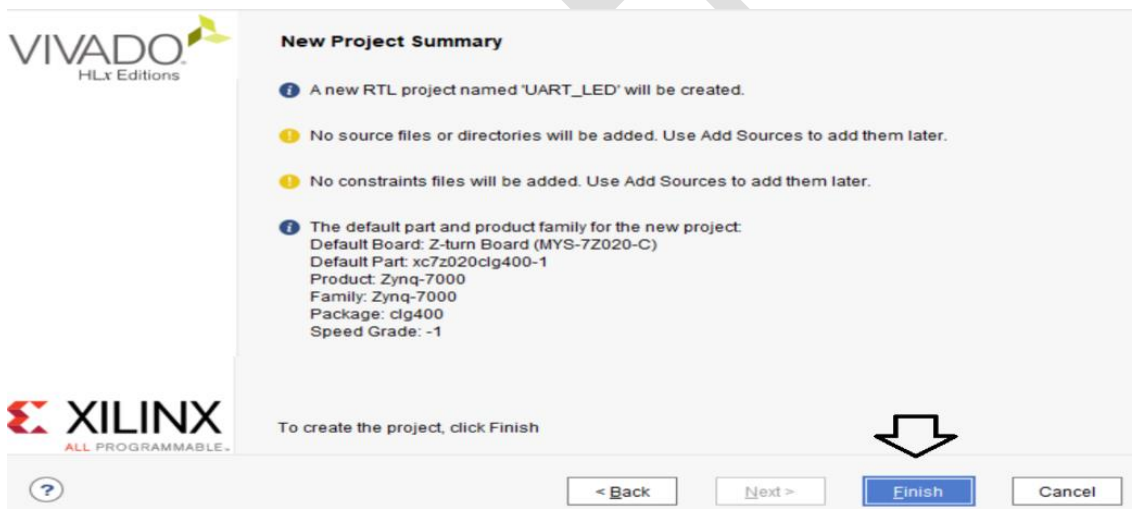 VIVADO
HLx Editions
New Project Summary
A new RTL project named 'UART_LED' will be created.
No source files or directories will be added. Use Add Sources to add them later.
No constraints files will be added. Use Add Sources to add them later.
The default part and product family for the new project:
Default Board: Z-turn Board (MYS-7Z020-C)
Default Part: xc7z020clg400-1
Product: Zynq-7000
Family: Zynq-7000
Package: clg400
Speed Grade: -1
XILINX
ALL PROGRAMMABLE™
To create the project, click Finish
?
< Back
Next >
Finish
Cancel